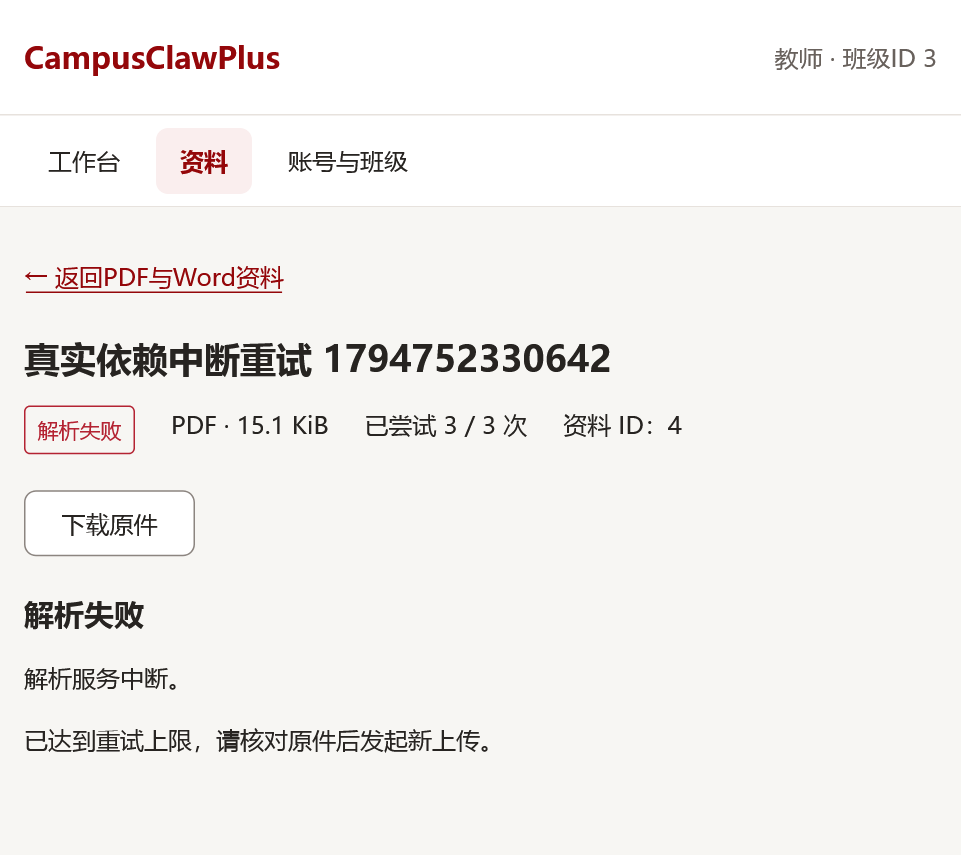 CampusClawPlus
教师 · 班级ID 3
工作台 资料 账号与班级
← 返回PDF与Word资料
真实依赖中断重试 1794752330642
解析失败 PDF · 15.1 KiB 已尝试 3 / 3 次 资料 ID：4
下载原件
解析失败
解析服务中断。
已达到重试上限，请核对原件后发起新上传。